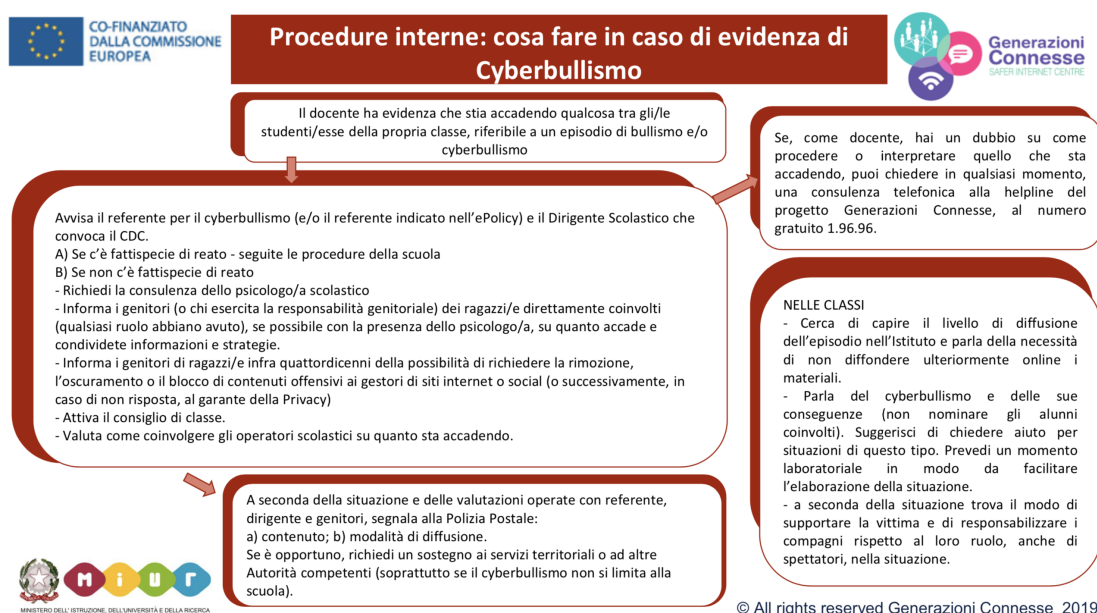 CO-FINANZIATO
DALLA COMMISSIONE
EUROPEA
Procedure interne: cosa fare in caso di evidenza di
Cyberbullismo
Generazioni
Connesse
SAFER INTERNET CENTRE
Il docente ha evidenza che stia accadendo qualcosa tra gli/le
studenti/esse della propria classe, riferibile a un episodio di bullismo e/o
cyberbullismo
Se, come docente, hai un dubbio su come
procedere o interpretare quello che sta
accadendo, puoi chiedere in qualsiasi momento,
una consulenza telefonica alla helpline del
progetto Generazioni Connesse, al numero
gratuito 1.96.96.
Avvisa il referente per il cyberbullismo (e/o il referente indicato nell'ePolicy) e il Dirigente Scolastico che
convoca il CDC.
A) Se c'è fattispecie di reato - seguite le procedure della scuola
B) Se non c'è fattispecie di reato
- Richiedi la consulenza dello psicologo/a scolastico
- Informa i genitori (o chi esercita la responsabilità genitoriale) dei ragazzi/e direttamente coinvolti
(qualsiasi ruolo abbiano avuto), se possibile con la presenza dello psicologo/a, su quanto accade e
condividete informazioni e strategie.
- Informa i genitori di ragazzi/e infra quattordicenni della possibilità di richiedere la rimozione,
l'oscuramento o il blocco di contenuti offensivi ai gestori di siti internet o social (o successivamente, in
caso di non risposta, al garante della Privacy)
- Attiva il consiglio di classe.
- Valuta come coinvolgere gli operatori scolastici su quanto sta accadendo.
NELLE CLASSI
- Cerca di capire il livello di diffusione
dell'episodio nell'Istituto e parla della necessità
di non diffondere ulteriormente online i
materiali.
- Parla del cyberbullismo e delle sue
conseguenze (non nominare gli alunni
coinvolti). Suggerisci di chiedere aiuto per
situazioni di questo tipo. Prevedi un momento
laboratoriale in modo da facilitare
l'elaborazione della situazione.
- a seconda della situazione trova il modo di
supportare la vittima e di responsabilizzare i
compagni rispetto al loro ruolo, anche di
spettatori, nella situazione.
A seconda della situazione e delle valutazioni operate con referente,
dirigente e genitori, segnala alla Polizia Postale:
a) contenuto; b) modalità di diffusione.
Se è opportuno, richiedi un sostegno ai servizi territoriali o ad altre
Autorità competenti (soprattutto se il cyberbullismo non si limita alla
scuola).
MIUR
MINISTERO DELL' ISTRUZIONE, DELL'UNIVERSITÀ E DELLA RICERCA
© All rights reserved Generazioni Connesse 2019